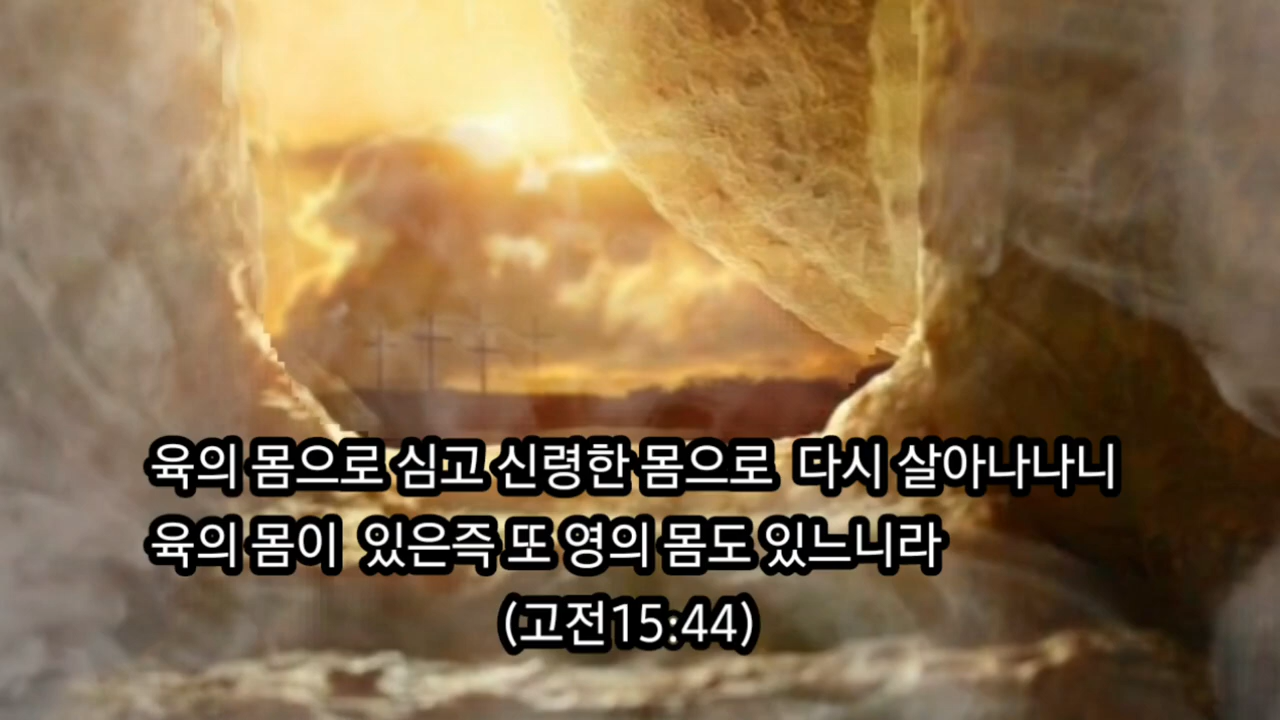 육의 몸으로 심고 신령한 몸으로 다시 살아나나니
육의 몸이 있은즉 또 영의 몸도 있느니라
(고전15:44)